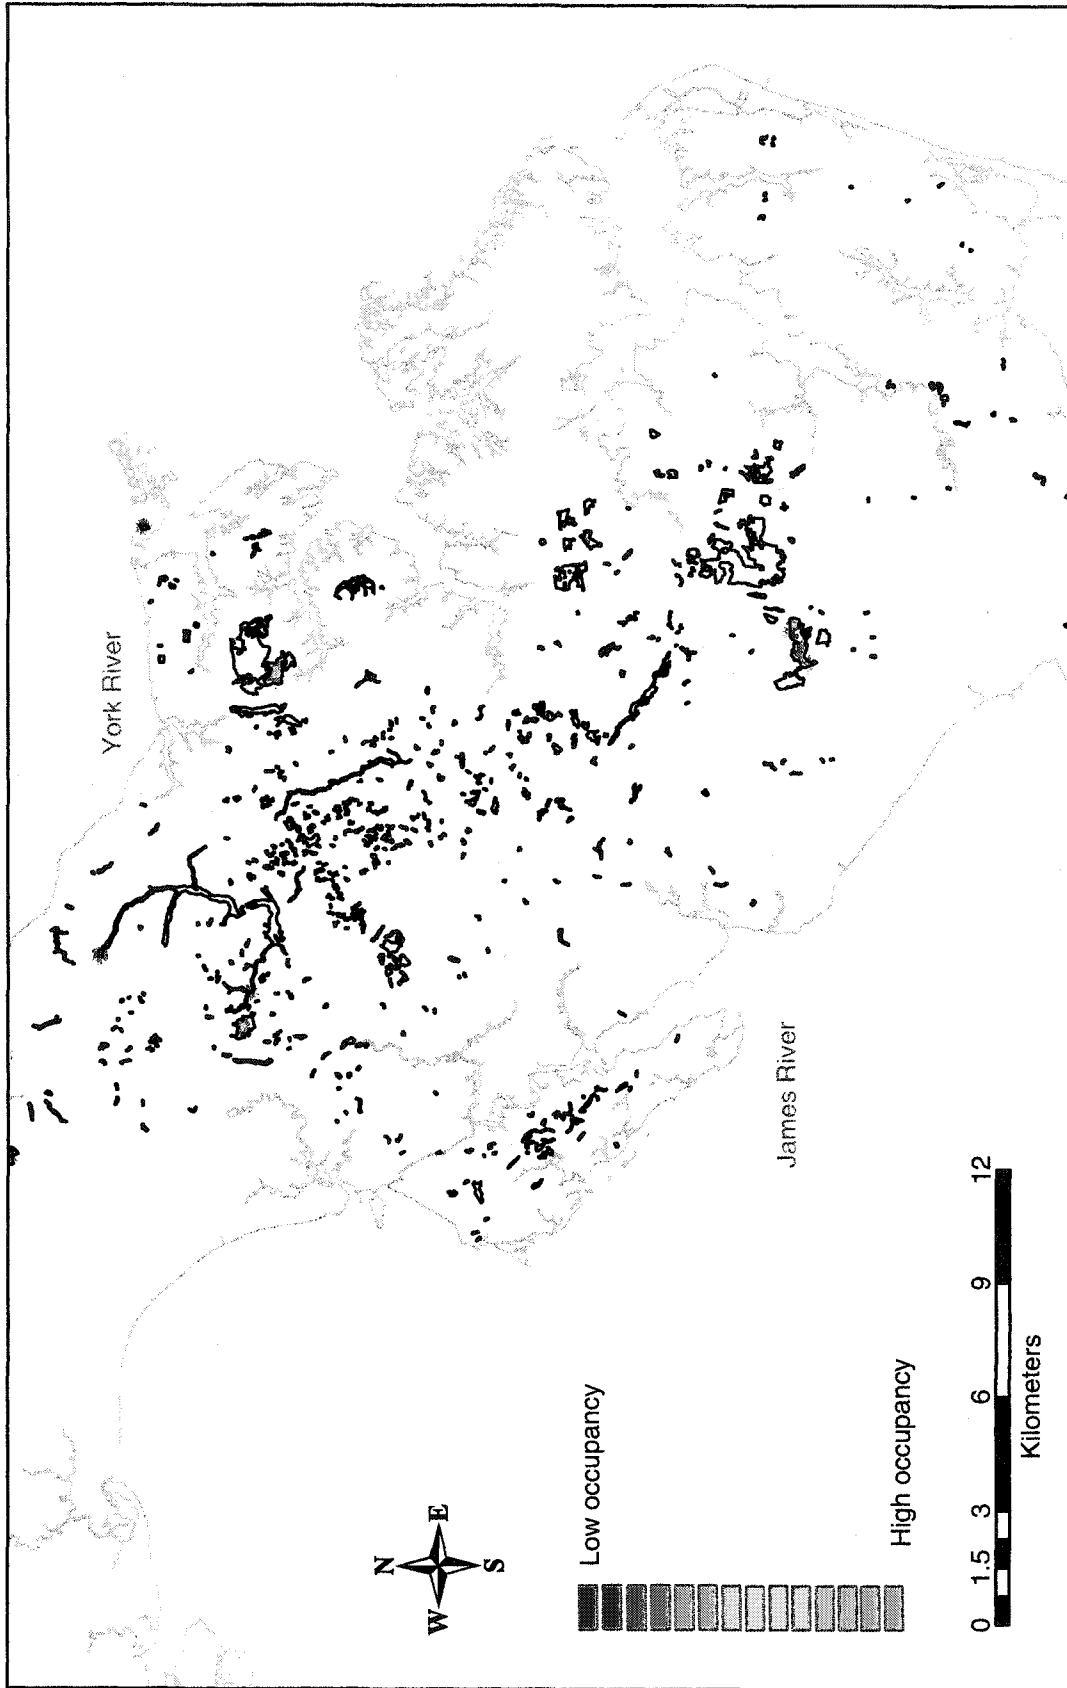 York River
James River
N
W E
S
Low occupancy
High occupancy
0 1.5 3 6 9 12
Kilometers